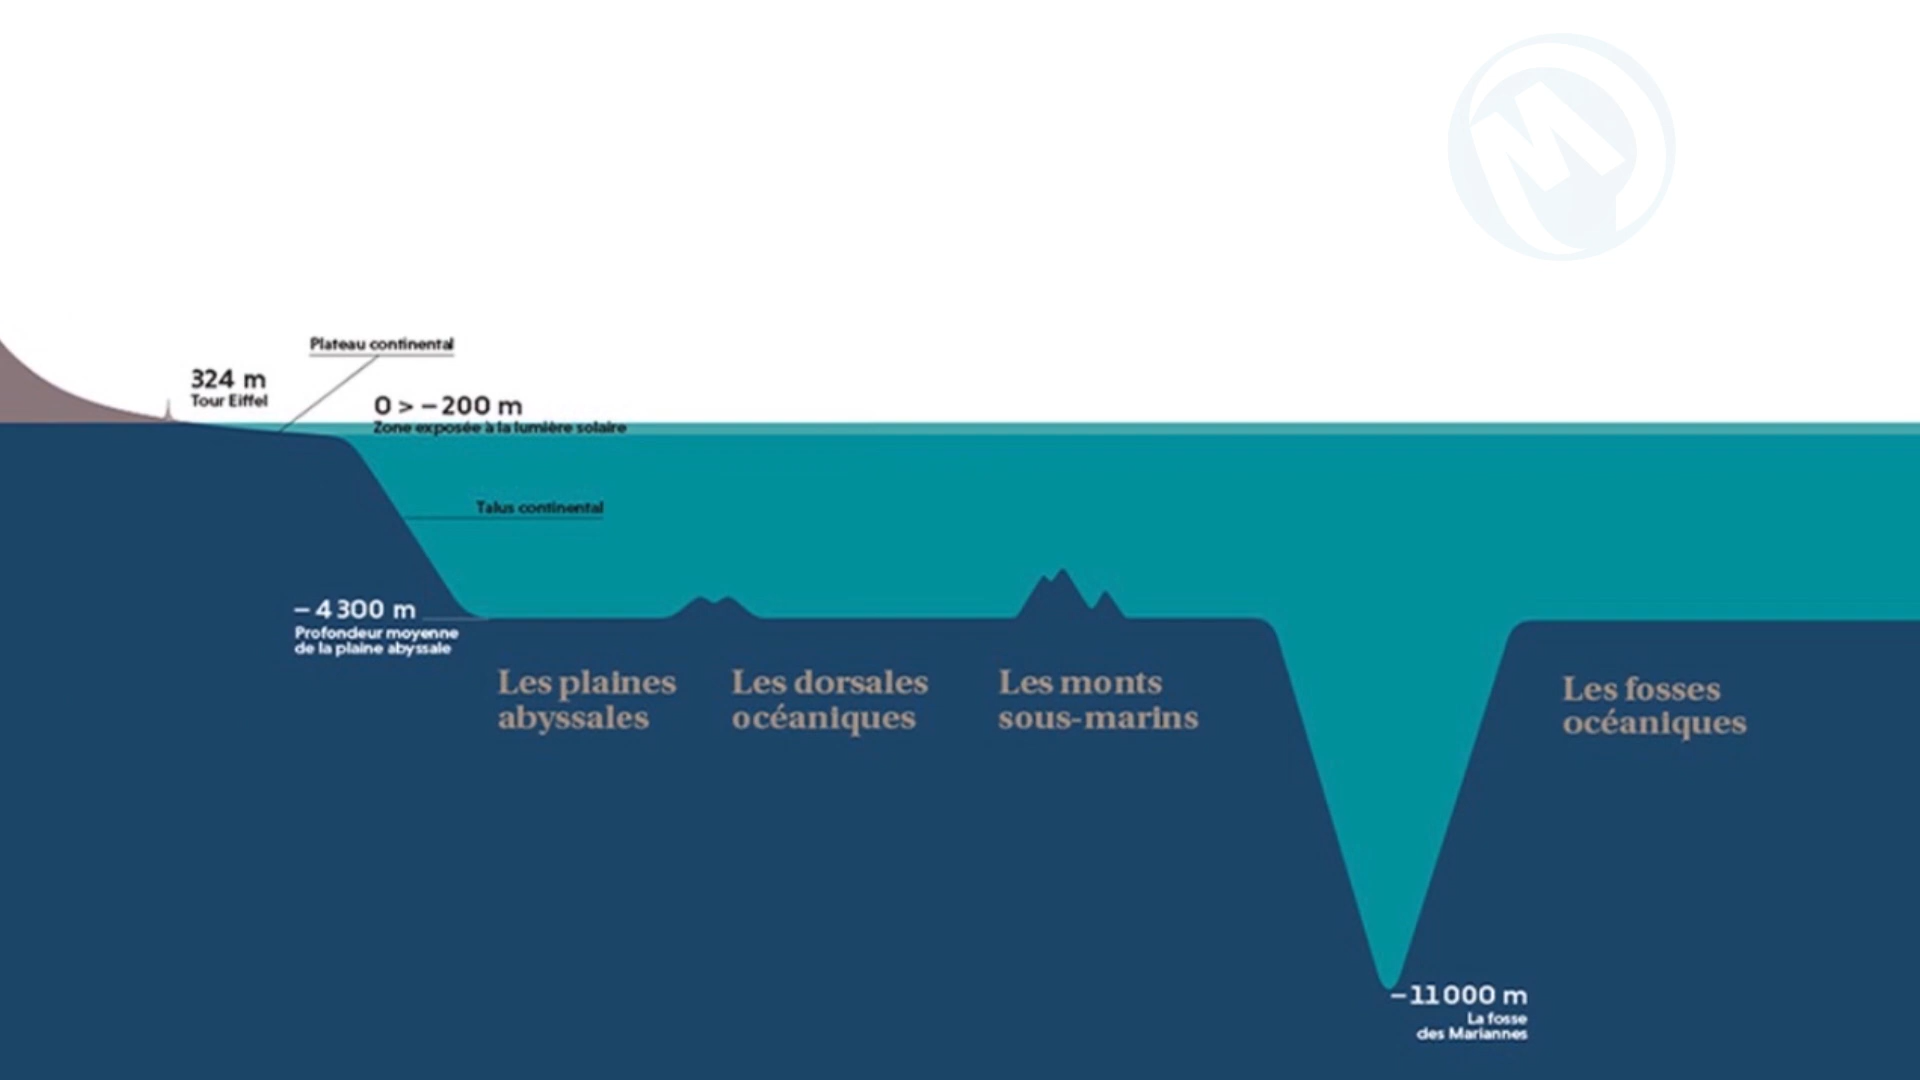 Plateau continental
324 m
Tour Eiffel
0 > –200 m
Zone exposée à la lumière solaire
Talus continental
– 4 300 m
Profondeur moyenne
de la plaine abyssale
Les plaines
abyssales
Les dorsales
océaniques
Les monts
sous-marins
Les fosses
océaniques
–11 000 m
La fosse
des Mariannes
M